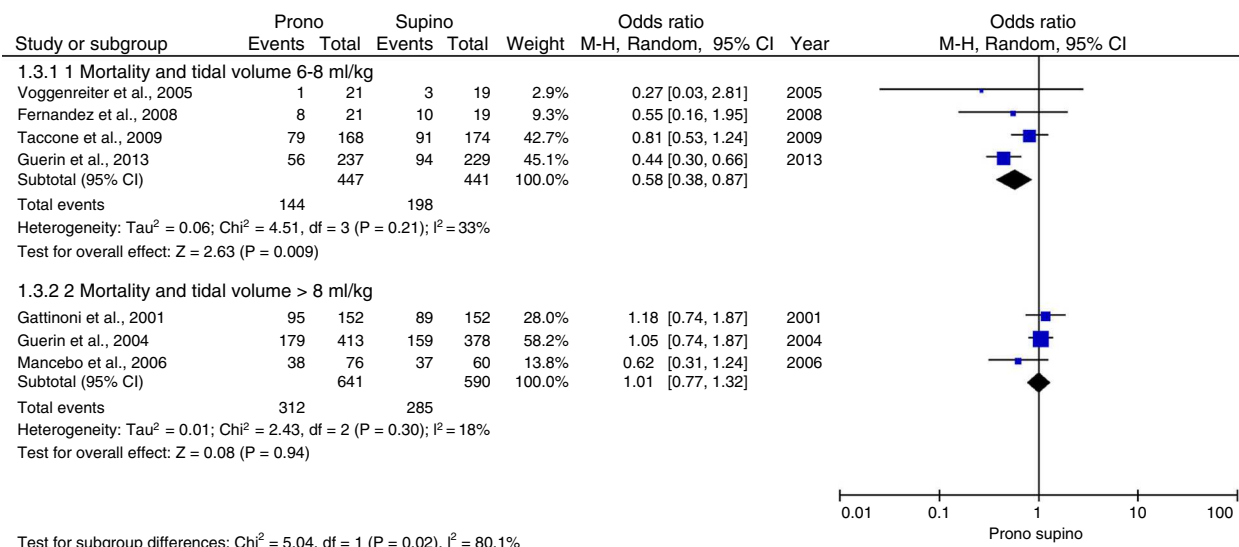 Prono Supino Odds ratio Odds ratio
Study or subgroup Events Total Events Total Weight M-H, Random, 95% CI Year M-H, Random, 95% CI
1.3.1 1 Mortality and tidal volume 6-8 ml/kg
Voggenreiter et al., 2005 1 21 3 19 2.9% 0.27 [0.03, 2.81] 2005
Fernandez et al., 2008 8 21 10 19 9.3% 0.55 [0.16, 1.95] 2008
Taccone et al., 2009 79 168 91 174 42.7% 0.81 [0.53, 1.24] 2009
Guerin et al., 2013 56 237 94 229 45.1% 0.44 [0.30, 0.66] 2013
Subtotal (95% CI) 447 441 100.0% 0.58 [0.38, 0.87]
Total events 144 198
Heterogeneity: Tau² = 0.06; Chi² = 4.51, df = 3 (P = 0.21); I² = 33%
Test for overall effect: Z = 2.63 (P = 0.009)
1.3.2 2 Mortality and tidal volume > 8 ml/kg
Gattinoni et al., 2001 95 152 89 152 28.0% 1.18 [0.74, 1.87] 2001
Guerin et al., 2004 179 413 159 378 58.2% 1.05 [0.74, 1.87] 2004
Mancebo et al., 2006 38 76 37 60 13.8% 0.62 [0.31, 1.24] 2006
Subtotal (95% CI) 641 590 100.0% 1.01 [0.77, 1.32]
Total events 312 285
Heterogeneity: Tau² = 0.01; Chi² = 2.43, df = 2 (P = 0.30); I² = 18%
Test for overall effect: Z = 0.08 (P = 0.94)
0.01 0.1 1 10 100
Prono supino
Test for subgroup differences: Chi² = 5.04, df = 1 (P = 0.02), I² = 80.1%